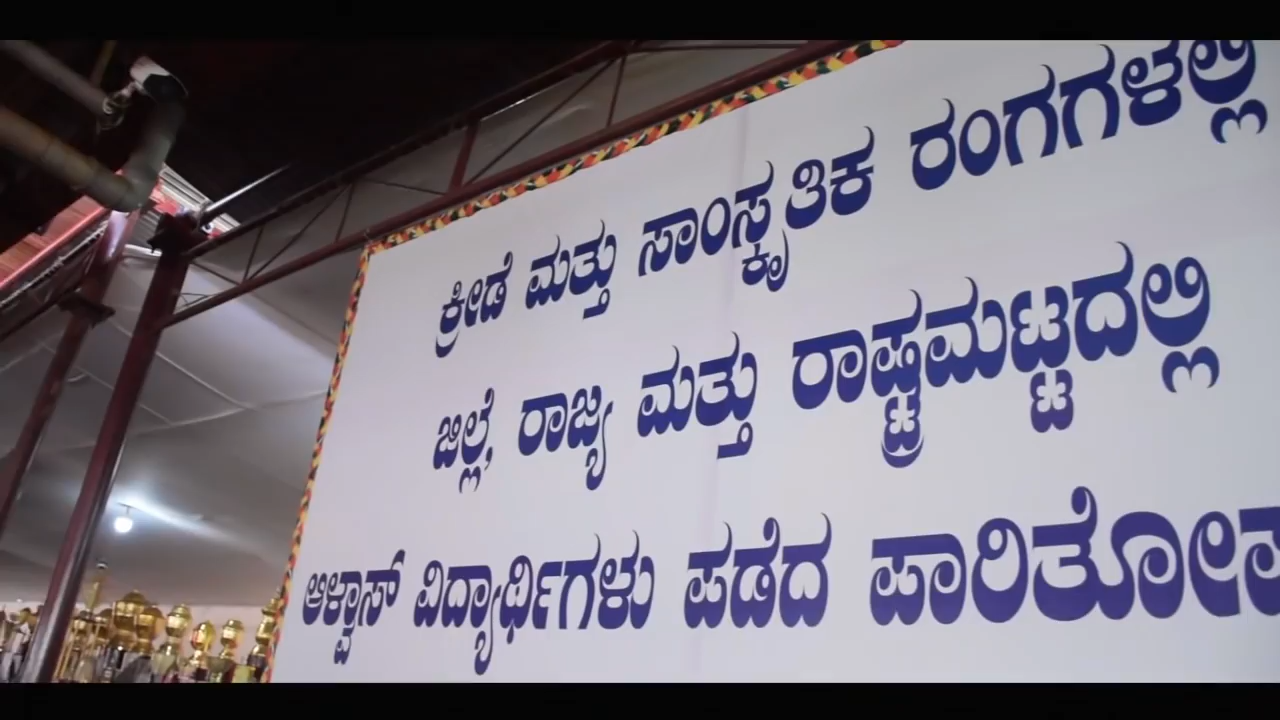 ಕ್ರೀಡೆ ಮತ್ತು ಸಾಂಸ್ಕೃತಿಕ ರಂಗಗಳಲ್ಲಿ
ಜಿಲ್ಲೆ, ರಾಜ್ಯ ಮತ್ತು ರಾಷ್ಟ್ರಮಟ್ಟದಲ್ಲಿ
ಆಳ್ವಾಸ್ ವಿದ್ಯಾರ್ಥಿಗಳು ಪಡೆದ